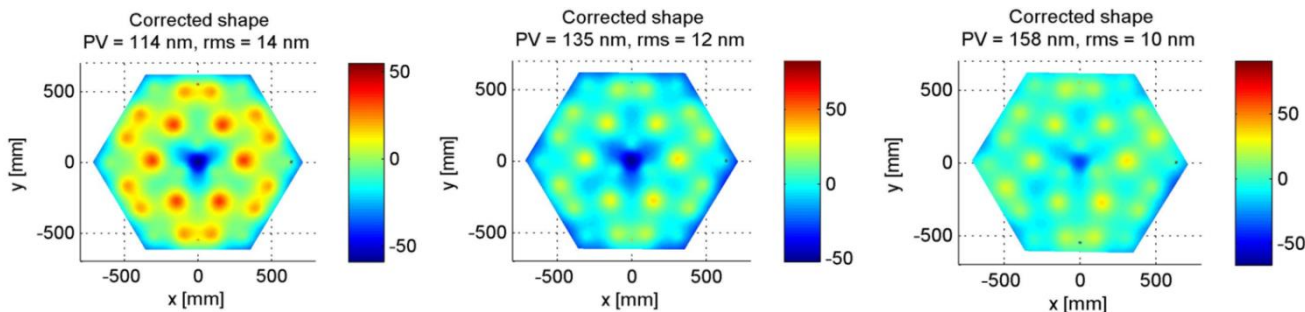 Corrected shape
PV = 114 nm, rms = 14 nm
y [mm]
500
0
-500
-500
0
500
x [mm]
50
0
-50
Corrected shape
PV = 135 nm, rms = 12 nm
y [mm]
500
0
-500
-500
0
500
x [mm]
50
0
-50
Corrected shape
PV = 158 nm, rms = 10 nm
y [mm]
500
0
-500
-500
0
500
x [mm]
50
0
-50